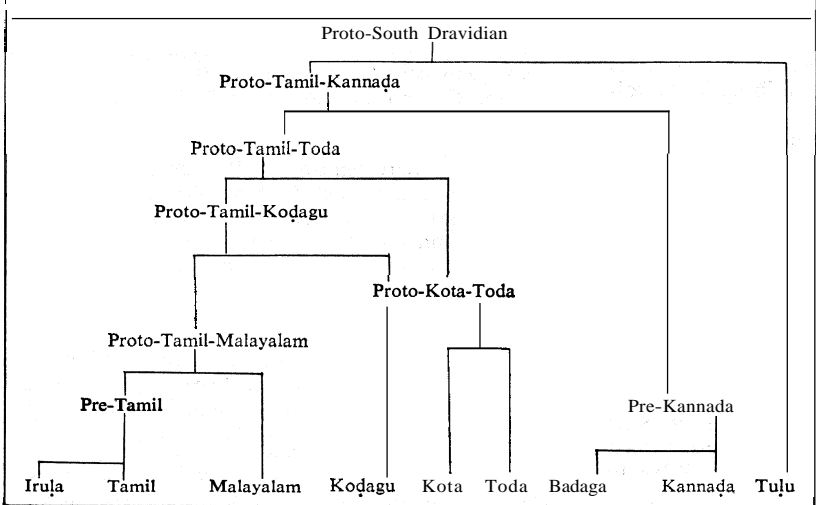 Proto-South Dravidian
Proto-Tamil-Kannaḍa
Proto-Tamil-Toda
Proto-Tamil-Koḍagu
Proto-Kota-Toda
Proto-Tamil-Malayalam
Pre-Tamil
Pre-Kannada
Iruḷa Tamil Malayalam Koḍagu Kota Toda Badaga Kannaḍa Tuḷu